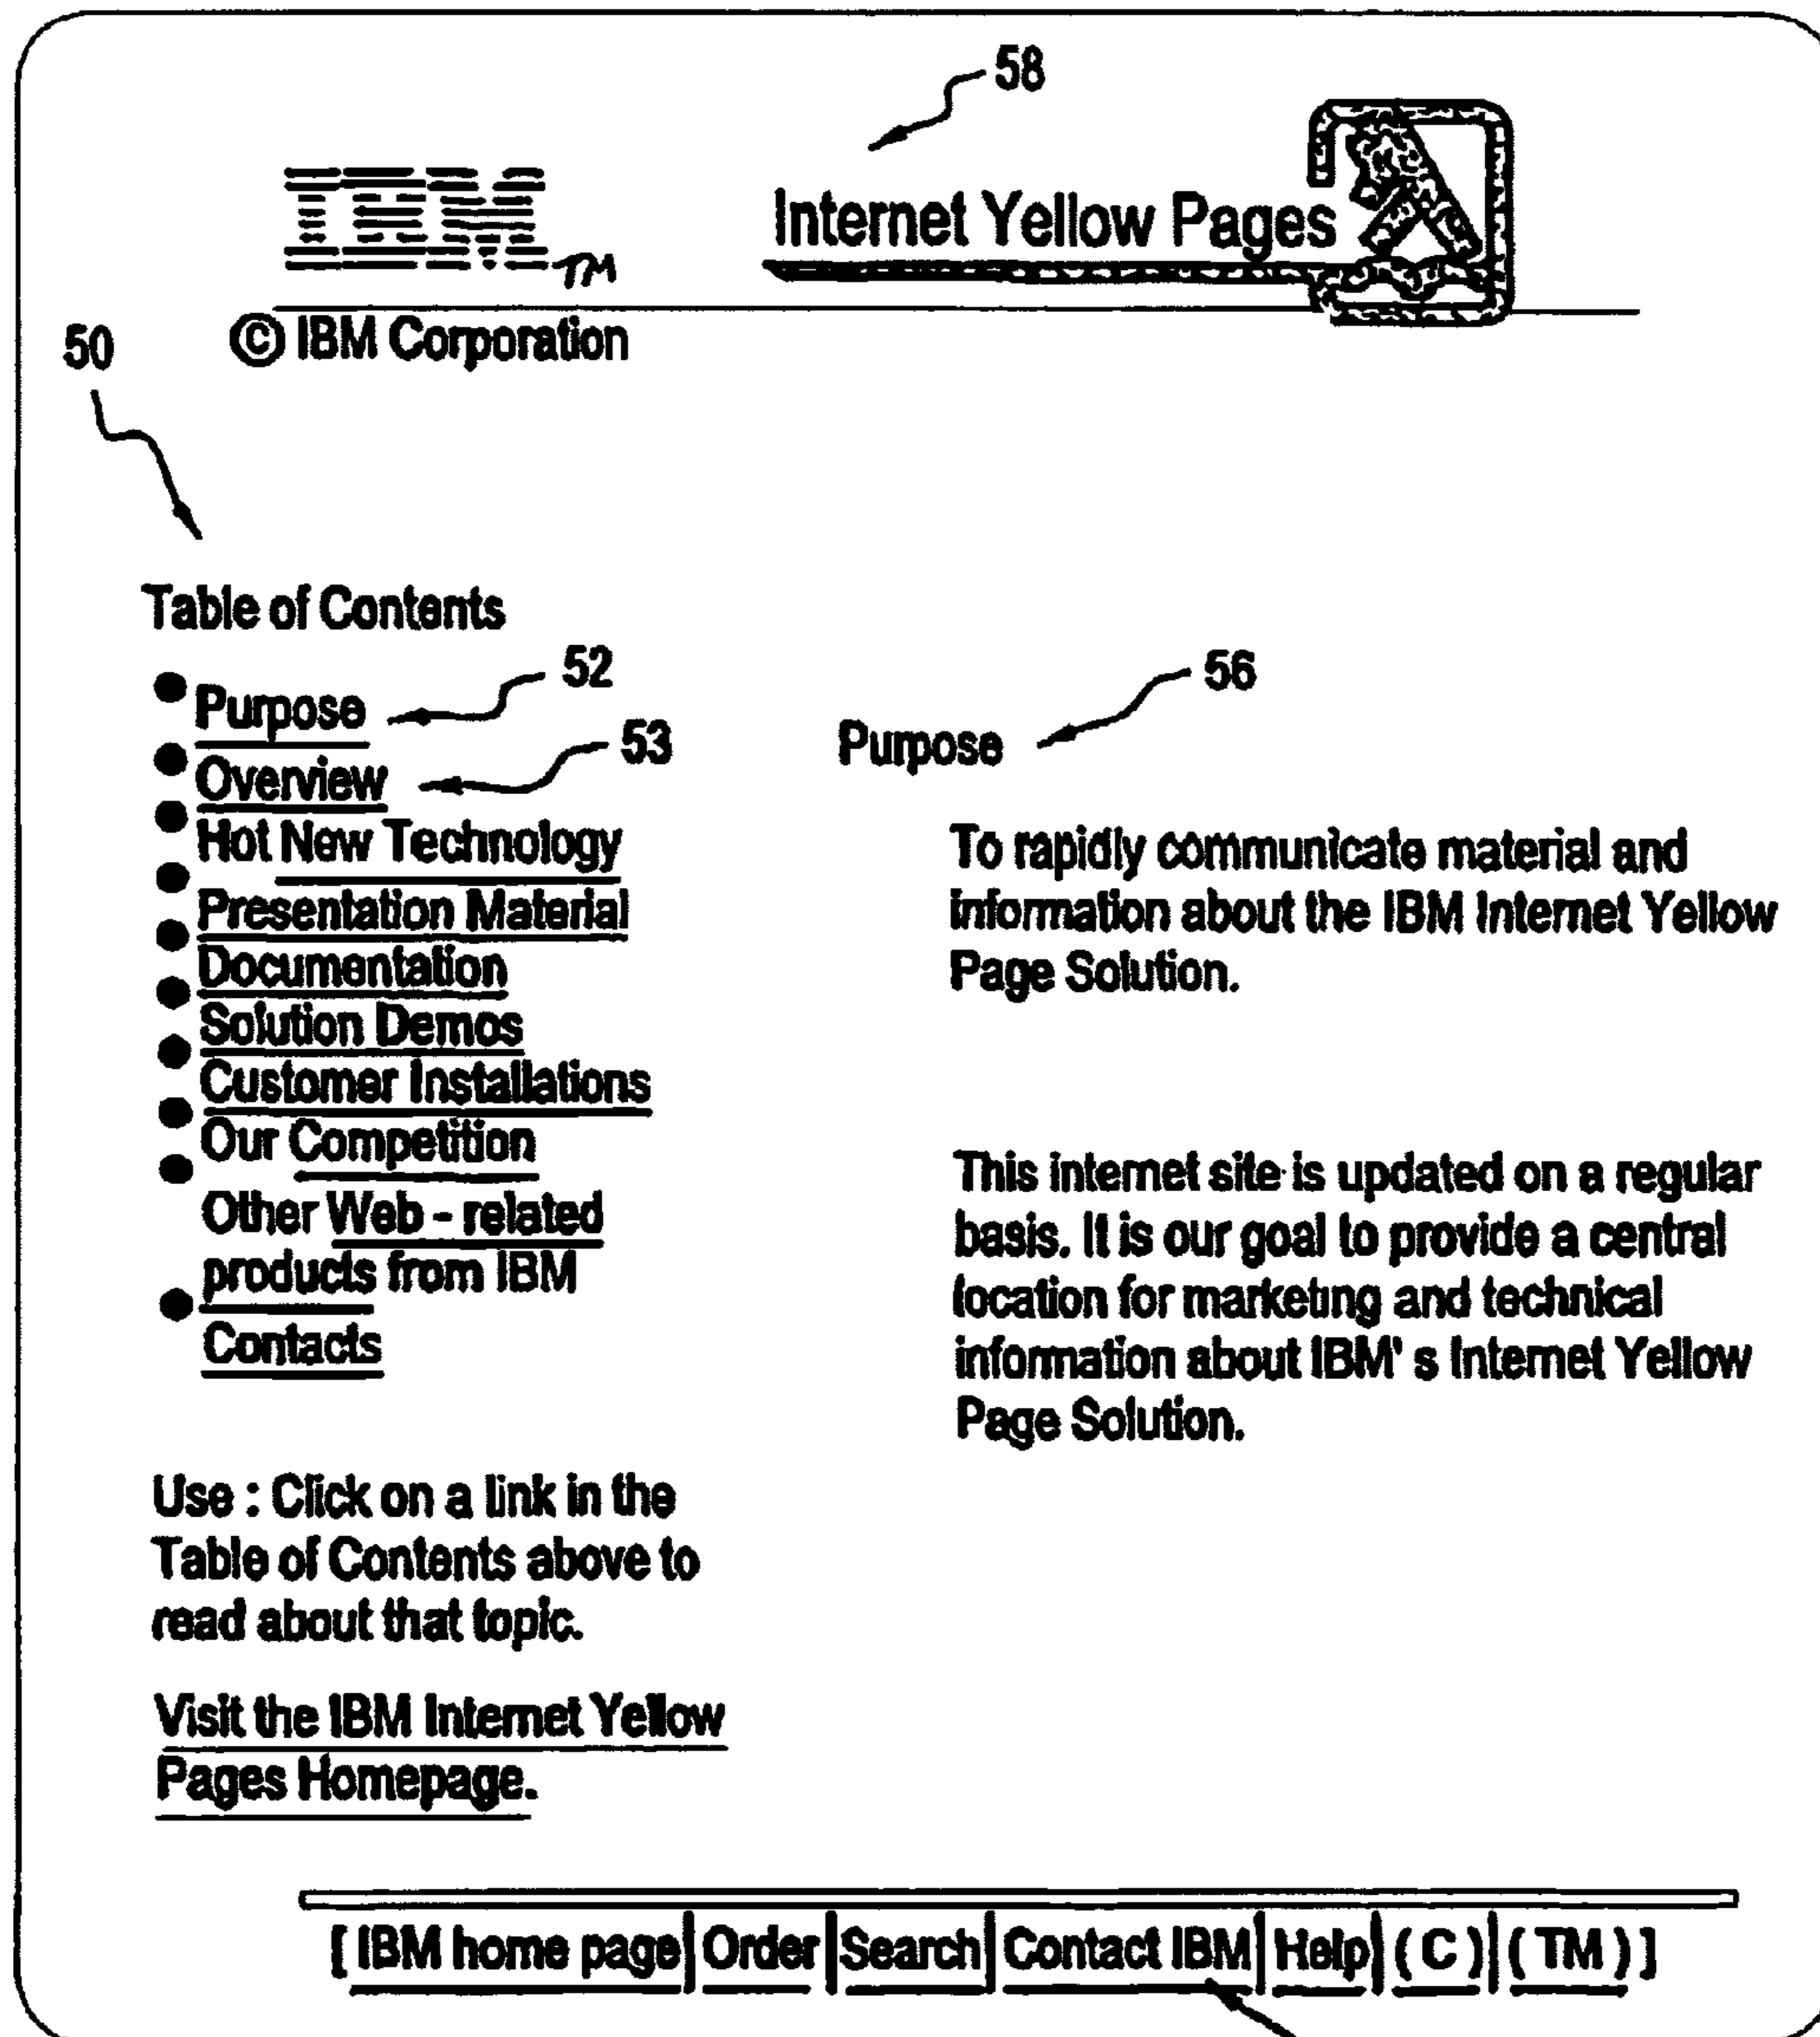 58
IBM TM
Internet Yellow Pages
© IBM Corporation
50
Table of Contents
Purpose
52
Overview
53
Hot New Technology
Presentation Material
Documentation
Solution Demos
Customer Installations
Our Competition
Other Web - related
products from IBM
Contacts
Use : Click on a link in the
Table of Contents above to
read about that topic.
Visit the IBM Internet Yellow
Pages Homepage.
Purpose
56
To rapidly communicate material and
information about the IBM Internet Yellow
Page Solution.
This internet site is updated on a regular
basis. It is our goal to provide a central
location for marketing and technical
information about IBM' s Internet Yellow
Page Solution.
[ IBM home page| Order |Search| Contact IBM| Help| ( C )| ( TM ) ]